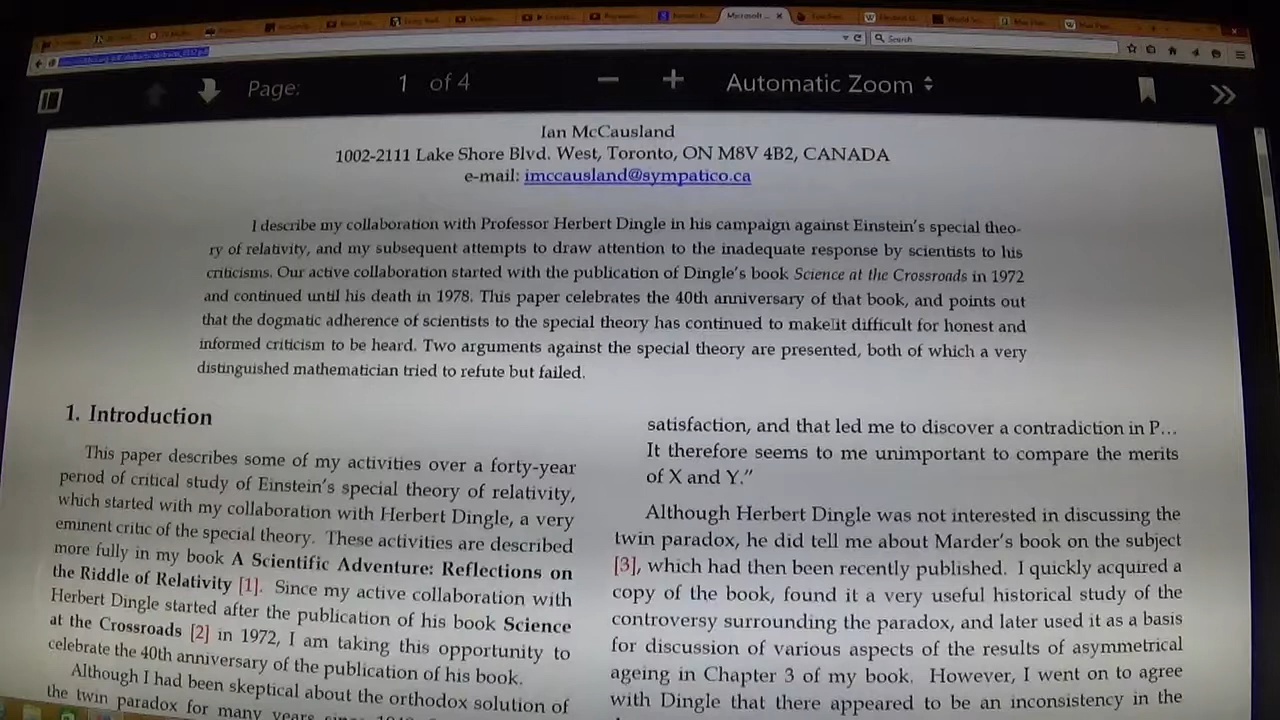 Search
Page: 1 of 4 Automatic Zoom
Ian McCausland
1002-2111 Lake Shore Blvd. West, Toronto, ON M8V 4B2, CANADA
e-mail: imccausland@sympatico.ca
I describe my collaboration with Professor Herbert Dingle in his campaign against Einstein's special theo-
ry of relativity, and my subsequent attempts to draw attention to the inadequate response by scientists to his
criticisms. Our active collaboration started with the publication of Dingle's book Science at the Crossroads in 1972
and continued until his death in 1978. This paper celebrates the 40th anniversary of that book, and points out
that the dogmatic adherence of scientists to the special theory has continued to make it difficult for honest and
informed criticism to be heard. Two arguments against the special theory are presented, both of which a very
distinguished mathematician tried to refute but failed.
1. Introduction
This paper describes some of my activities over a forty-year
period of critical study of Einstein's special theory of relativity,
which started with my collaboration with Herbert Dingle, a very
eminent critic of the special theory. These activities are described
more fully in my book A Scientific Adventure: Reflections on
the Riddle of Relativity [1]. Since my active collaboration with
Herbert Dingle started after the publication of his book Science
at the Crossroads [2] in 1972, I am taking this opportunity to
celebrate the 40th anniversary of the publication of his book.
Although I had been skeptical about the orthodox solution of
the twin paradox for many years since
satisfaction, and that led me to discover a contradiction in P...
It therefore seems to me unimportant to compare the merits
of X and Y."
Although Herbert Dingle was not interested in discussing the
twin paradox, he did tell me about Marder's book on the subject
[3], which had then been recently published. I quickly acquired a
copy of the book, found it a very useful historical study of the
controversy surrounding the paradox, and later used it as a basis
for discussion of various aspects of the results of asymmetrical
ageing in Chapter 3 of my book. However, I went on to agree
with Dingle that there appeared to be an inconsistency in the